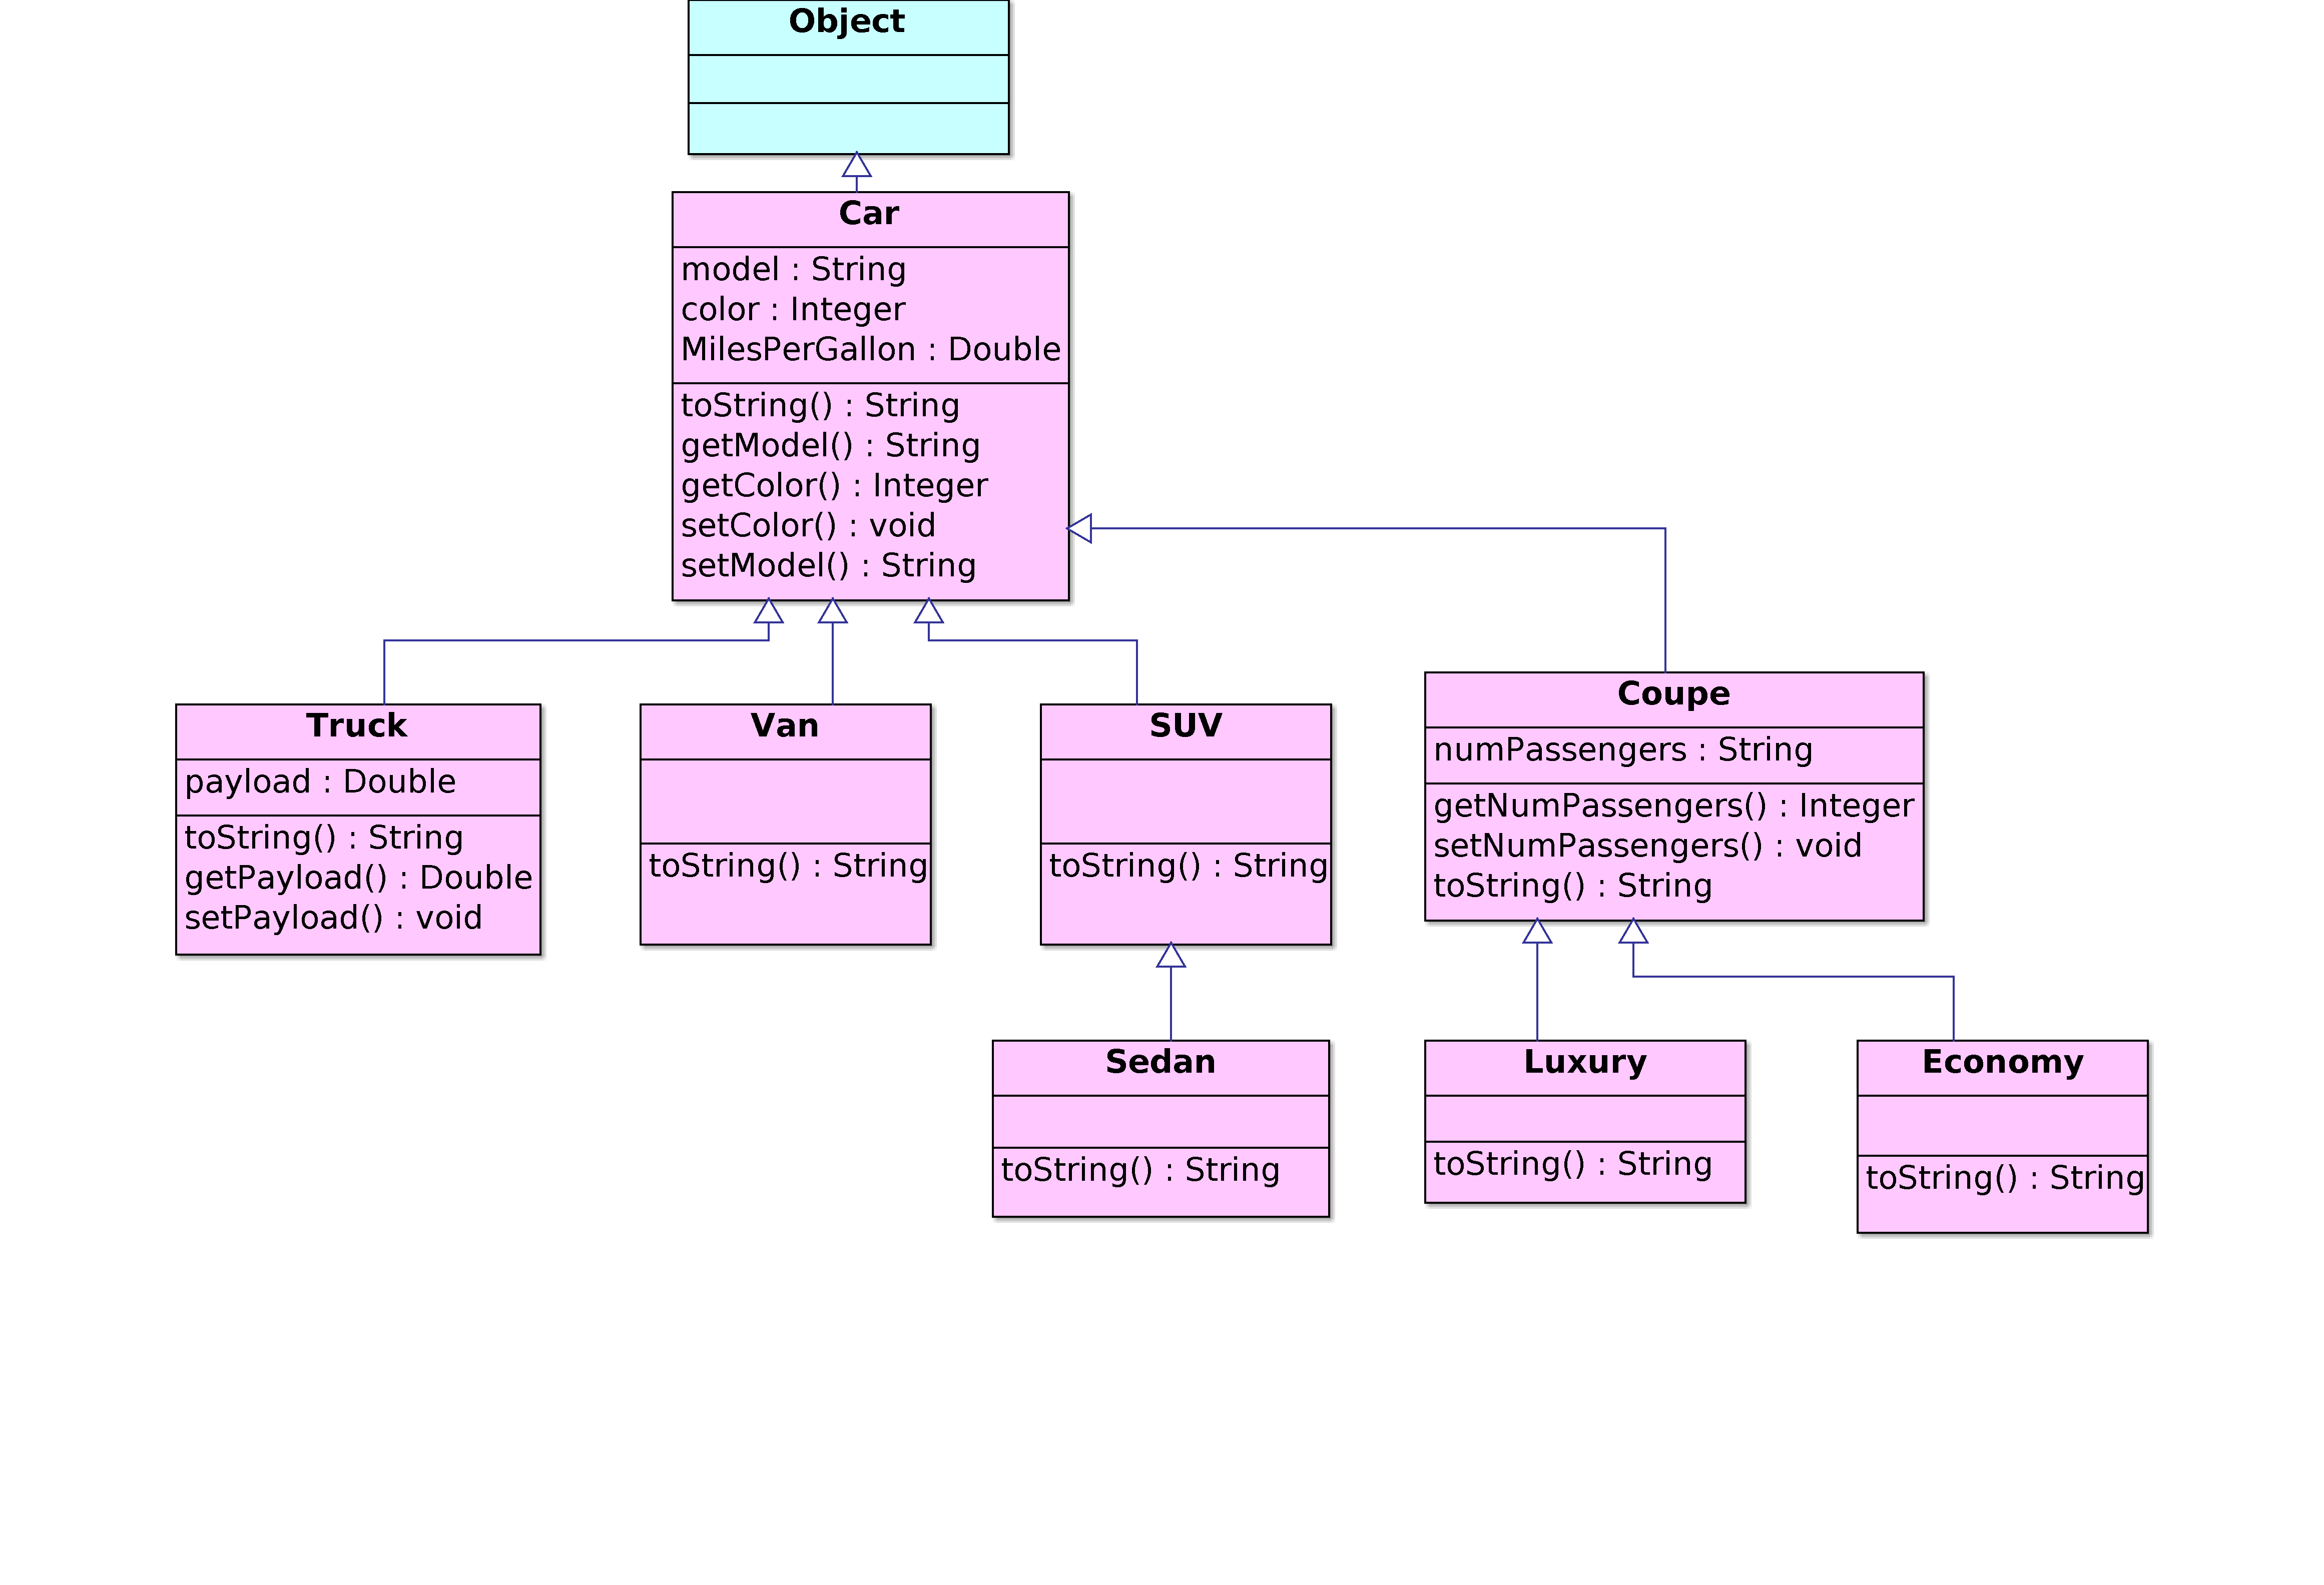 Object
Car
model : String
color : Integer
MilesPerGallon : Double
toString() : String
getModel() : String
getColor() : Integer
setColor() : void
setModel() : String
Truck
payload : Double
toString() : String
getPayload() : Double
setPayload() : void
Van
toString() : String
SUV
toString() : String
Coupe
numPassengers : String
getNumPassengers() : Integer
setNumPassengers() : void
toString() : String
Sedan
toString() : String
Luxury
toString() : String
Economy
toString() : String